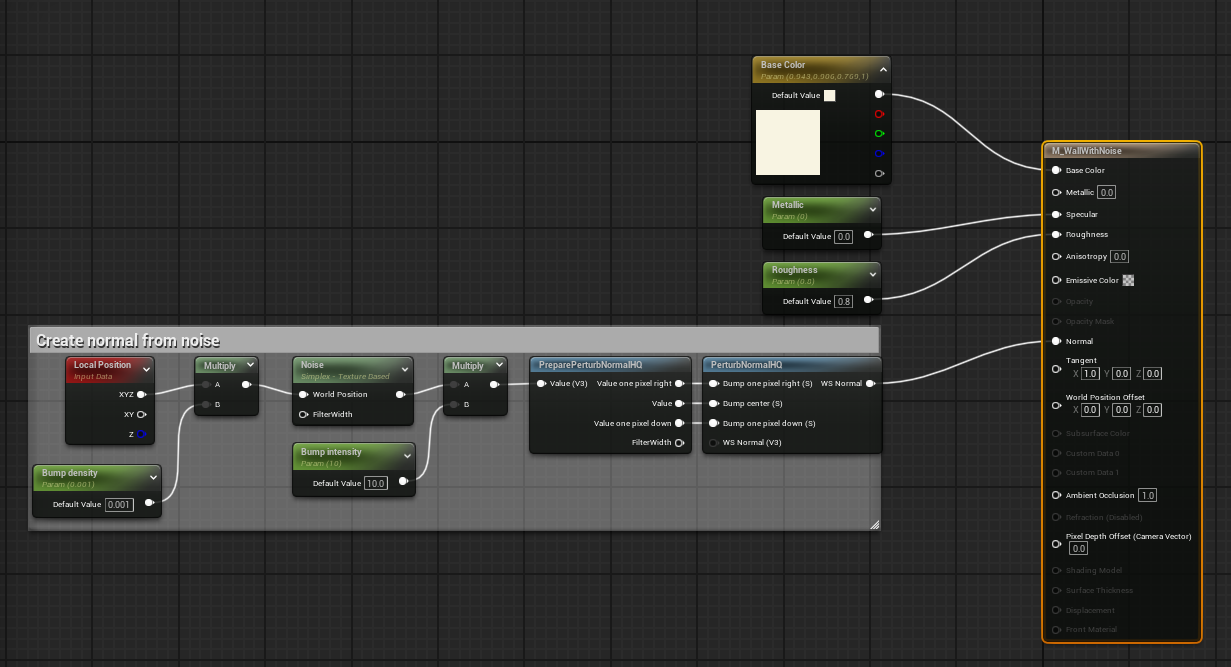 Base Color
Param (0.943,0.906,0.769,1)
Default Value
Metallic
Param (0)
Default Value 0.0
Roughness
Param (0.0)
Default Value 0.8
M_WallWithNoise
Base Color
Metallic 0.0
Specular
Roughness
Anisotropy 0.0
Emissive Color
Opacity
Opacity Mask
Normal
Tangent
X 1.0 Y 0.0 Z 0.0
World Position Offset
X 0.0 Y 0.0 Z 0.0
Subsurface Color
Custom Data 0
Custom Data 1
Ambient Occlusion 1.0
Refraction (Disabled)
Pixel Depth Offset (Camera Vector)
0.0
Shading Model
Surface Thickness
Displacement
Front Material
Create normal from noise
Local Position
Input Data
XYZ
XY
Z
Bump density
Param (0.001)
Default Value 0.001
Multiply
A
B
Noise
Simplex - Texture Based
World Position
FilterWidth
Bump intensity
Param (10)
Default Value 10.0
Multiply
A
B
PreparePerturbNormalHQ
Value (V3) Value one pixel right
Value
Value one pixel down
FilterWidth
PerturbNormalHQ
Bump one pixel right (S) WS Normal
Bump center (S)
Bump one pixel down (S)
WS Normal (V3)